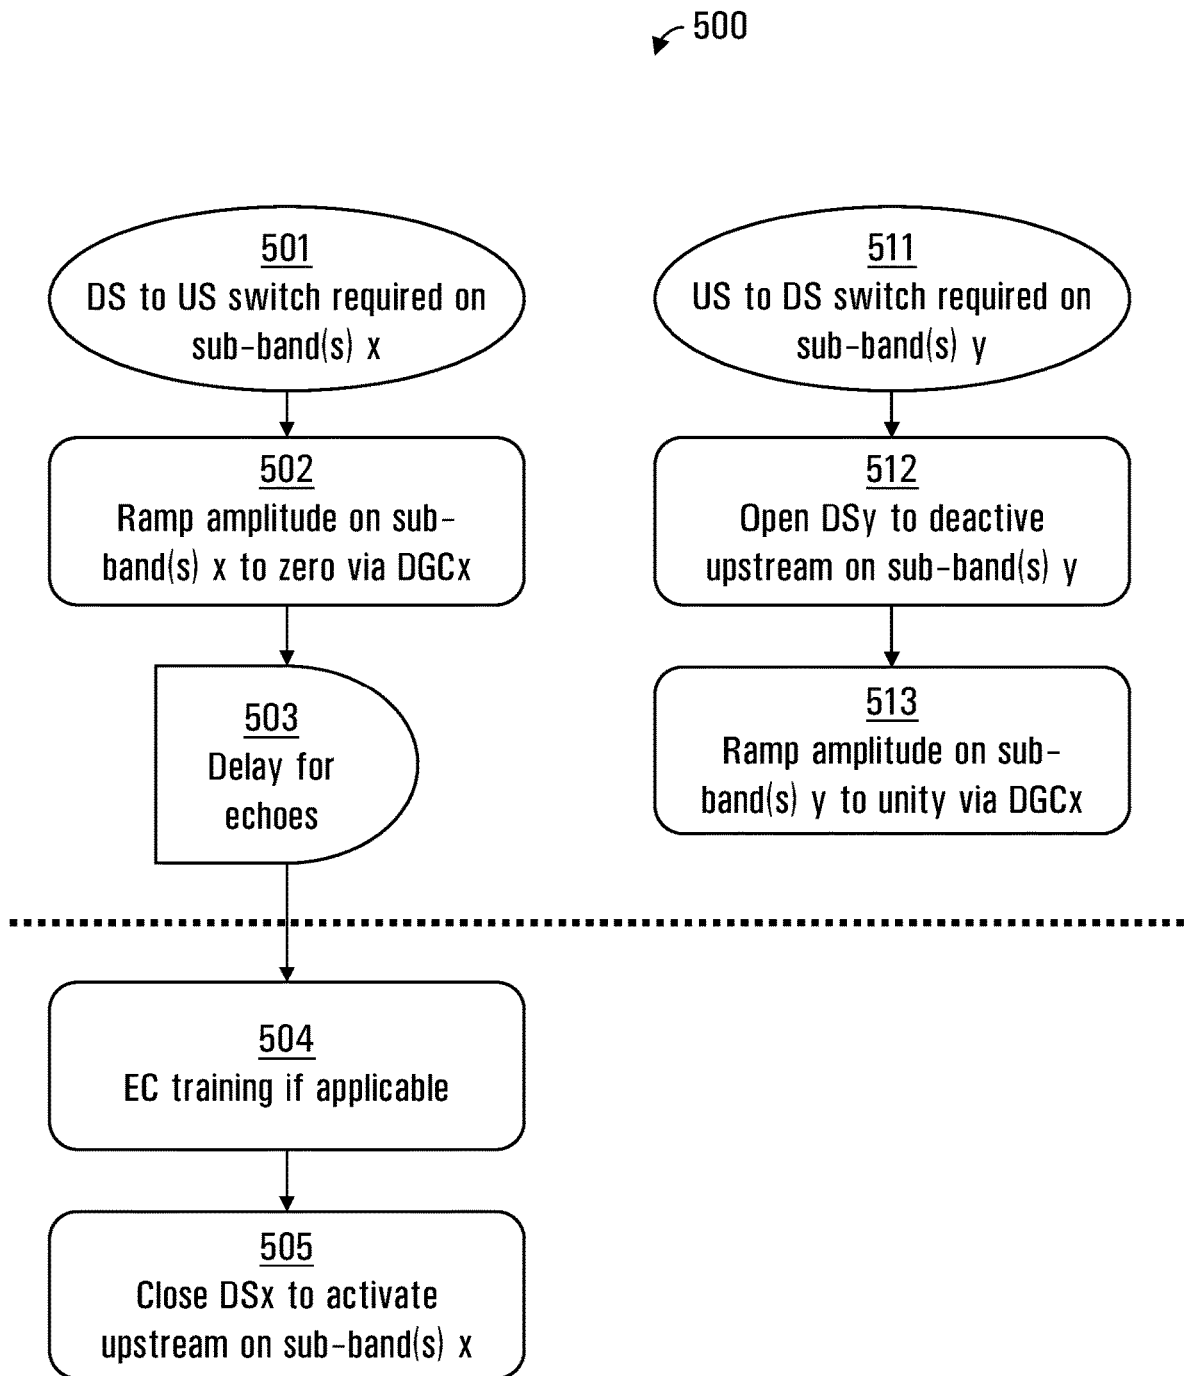 500
501
DS to US switch required on
sub-band(s) x
502
Ramp amplitude on sub-
band(s) x to zero via DGCx
503
Delay for
echoes
504
EC training if applicable
505
Close DSx to activate
upstream on sub-band(s) x
511
US to DS switch required on
sub-band(s) y
512
Open DSy to deactive
upstream on sub-band(s) y
513
Ramp amplitude on sub-
band(s) y to unity via DGCx